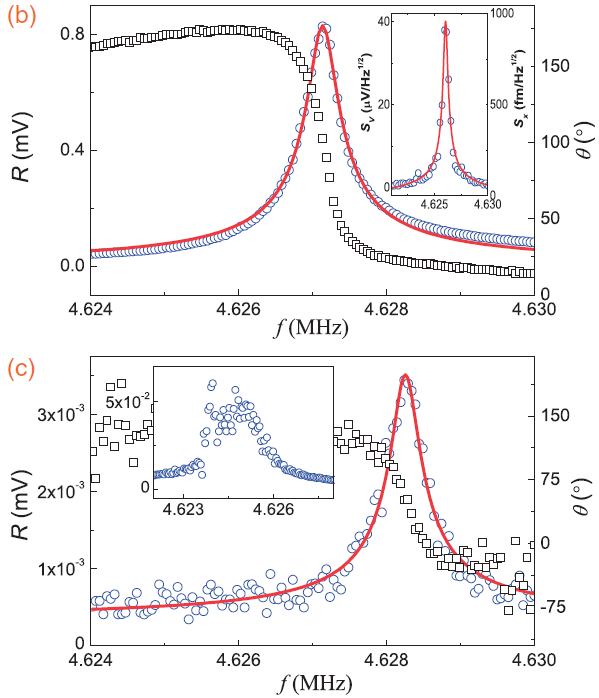 (b)
0.8
0.4
0.0
R (mV)
150
100
50
0
θ (°)
40
20
0
S_V (μV/Hz^1/2)
1000
500
0
S_x (fm/Hz^1/2)
4.625
4.630
4.624
4.626
4.628
4.630
f (MHz)
(c)
3x10^-3
2x10^-3
1x10^-3
0
R (mV)
5x10^-2
0
4.623
4.626
150
75
0
-75
θ (°)
4.624
4.626
4.628
4.630
f (MHz)